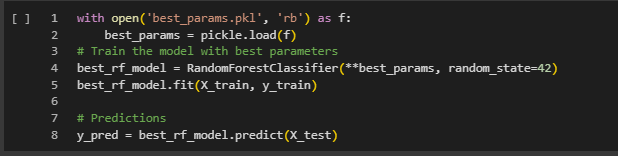 [ ] 1 with open('best_params.pkl', 'rb') as f:
2     best_params = pickle.load(f)
3 # Train the model with best parameters
4 best_rf_model = RandomForestClassifier(**best_params, random_state=42)
5 best_rf_model.fit(X_train, y_train)
6
7 # Predictions
8 y_pred = best_rf_model.predict(X_test)